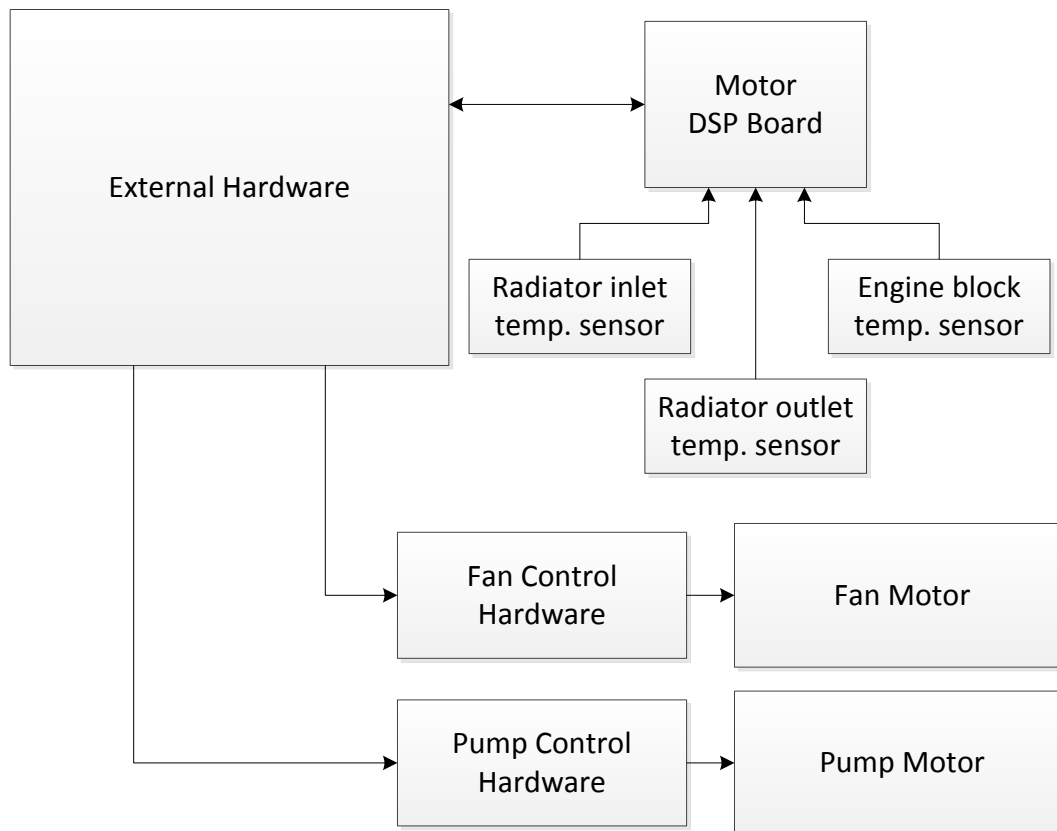 Motor
DSP Board
External Hardware
Radiator inlet
temp. sensor
Engine block
temp. sensor
Radiator outlet
temp. sensor
Fan Control
Hardware
Fan Motor
Pump Control
Hardware
Pump Motor